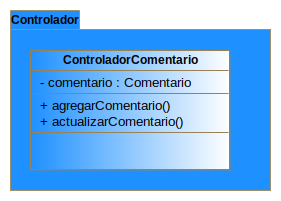 Controlador
ControladorComentario
- comentario : Comentario
+ agregarComentario()
+ actualizarComentario()